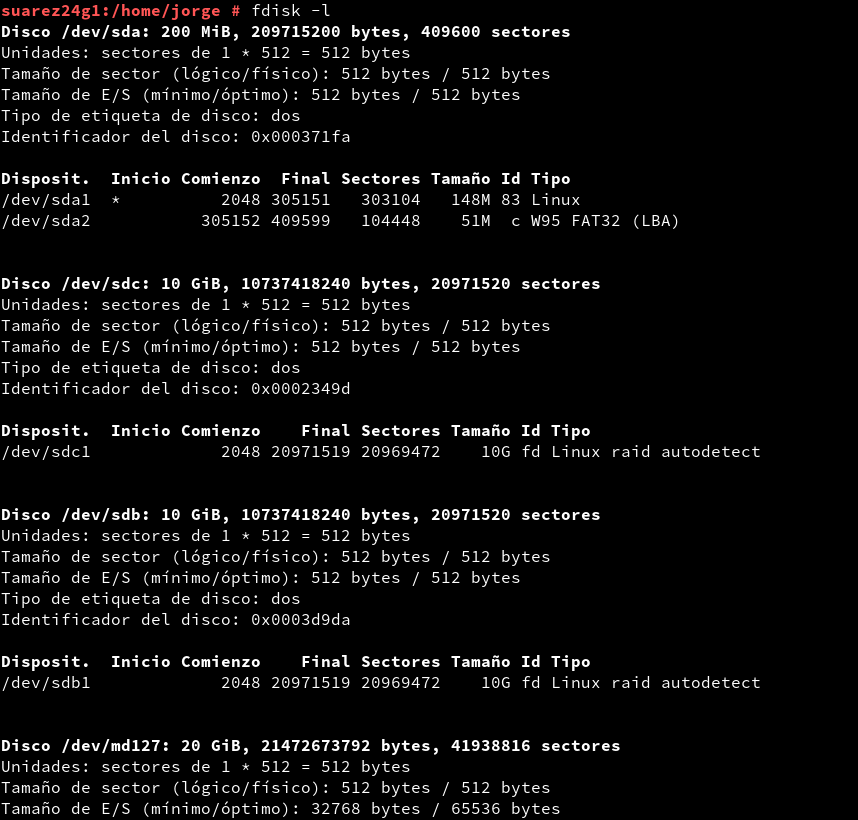 suarez24g1:/home/jorge # fdisk -l
Disco /dev/sda: 200 MiB, 209715200 bytes, 409600 sectores
Unidades: sectores de 1 * 512 = 512 bytes
Tamaño de sector (lógico/físico): 512 bytes / 512 bytes
Tamaño de E/S (mínimo/óptimo): 512 bytes / 512 bytes
Tipo de etiqueta de disco: dos
Identificador del disco: 0x000371fa

Disposit.  Inicio Comienzo  Final Sectores Tamaño Id Tipo
/dev/sda1  *          2048 305151   303104   148M 83 Linux
/dev/sda2           305152 409599   104448    51M  c W95 FAT32 (LBA)


Disco /dev/sdc: 10 GiB, 10737418240 bytes, 20971520 sectores
Unidades: sectores de 1 * 512 = 512 bytes
Tamaño de sector (lógico/físico): 512 bytes / 512 bytes
Tamaño de E/S (mínimo/óptimo): 512 bytes / 512 bytes
Tipo de etiqueta de disco: dos
Identificador del disco: 0x0002349d

Disposit.  Inicio Comienzo    Final Sectores Tamaño Id Tipo
/dev/sdc1             2048 20971519 20969472    10G fd Linux raid autodetect


Disco /dev/sdb: 10 GiB, 10737418240 bytes, 20971520 sectores
Unidades: sectores de 1 * 512 = 512 bytes
Tamaño de sector (lógico/físico): 512 bytes / 512 bytes
Tamaño de E/S (mínimo/óptimo): 512 bytes / 512 bytes
Tipo de etiqueta de disco: dos
Identificador del disco: 0x0003d9da

Disposit.  Inicio Comienzo    Final Sectores Tamaño Id Tipo
/dev/sdb1             2048 20971519 20969472    10G fd Linux raid autodetect


Disco /dev/md127: 20 GiB, 21472673792 bytes, 41938816 sectores
Unidades: sectores de 1 * 512 = 512 bytes
Tamaño de sector (lógico/físico): 512 bytes / 512 bytes
Tamaño de E/S (mínimo/óptimo): 32768 bytes / 65536 bytes